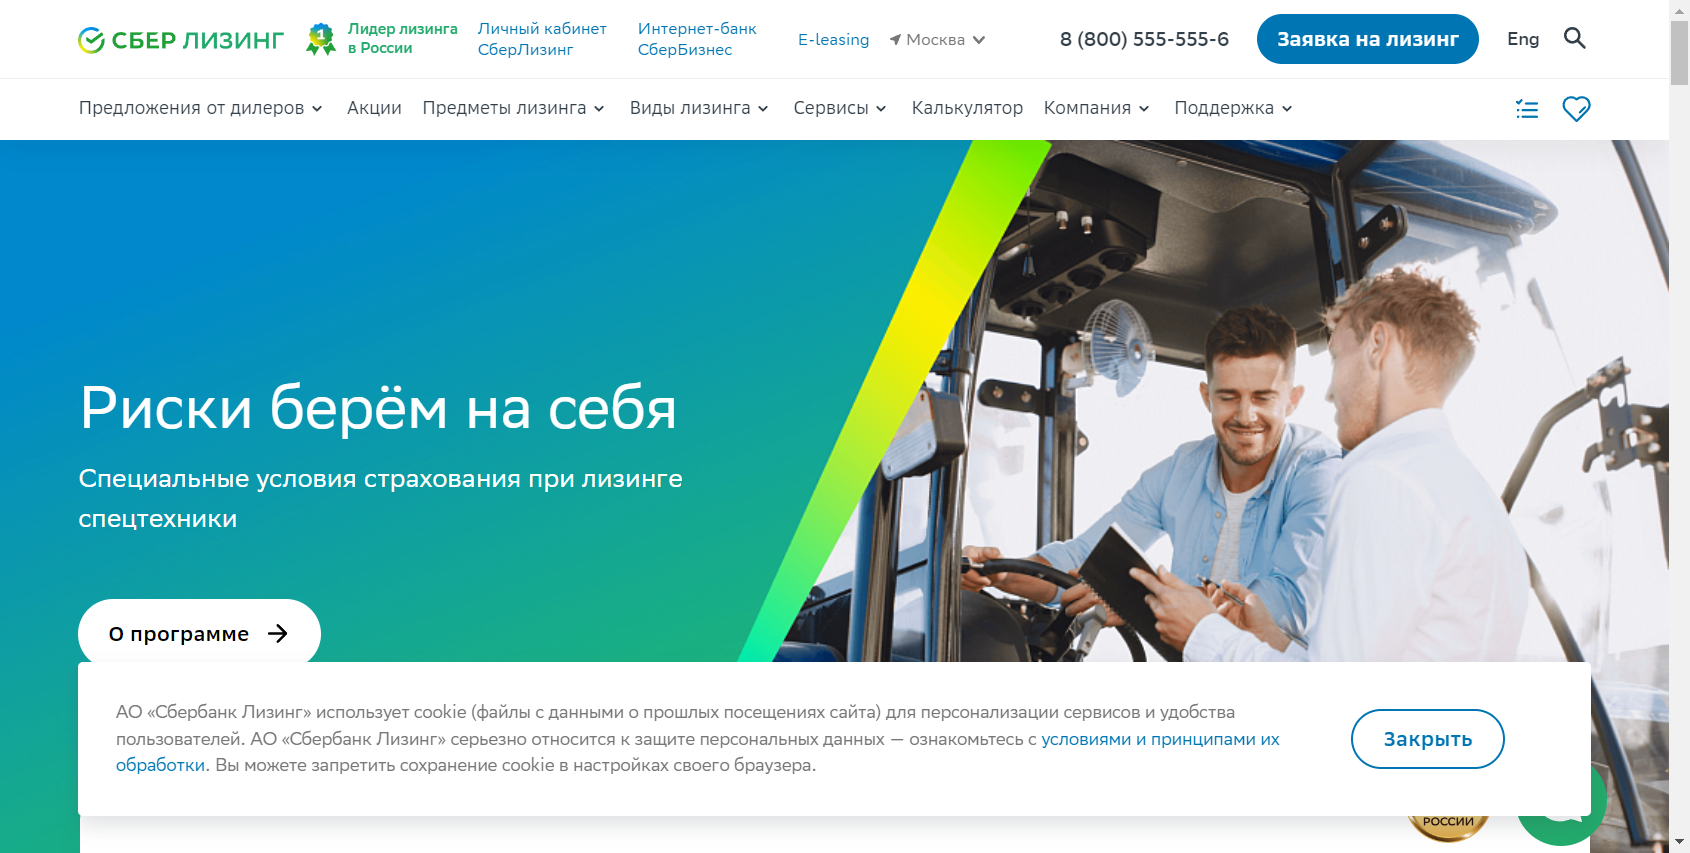 СБЕР ЛИЗИНГ
1
Лидер лизинга
в России
Личный кабинет
СберЛизинг
Интернет-банк
СберБизнес
E-leasing
Москва
8 (800) 555-555-6
Заявка на лизинг
Eng
Предложения от дилеров
Акции
Предметы лизинга
Виды лизинга
Сервисы
Калькулятор
Компания
Поддержка
Риски берём на себя
Специальные условия страхования при лизинге
спецтехники
О программе
АО «Сбербанк Лизинг» использует cookie (файлы с данными о прошлых посещениях сайта) для персонализации сервисов и удобства
пользователей. АО «Сбербанк Лизинг» серьезно относится к защите персональных данных — ознакомьтесь с условиями и принципами их
обработки. Вы можете запретить сохранение cookie в настройках своего браузера.
Закрыть
РОССИИ